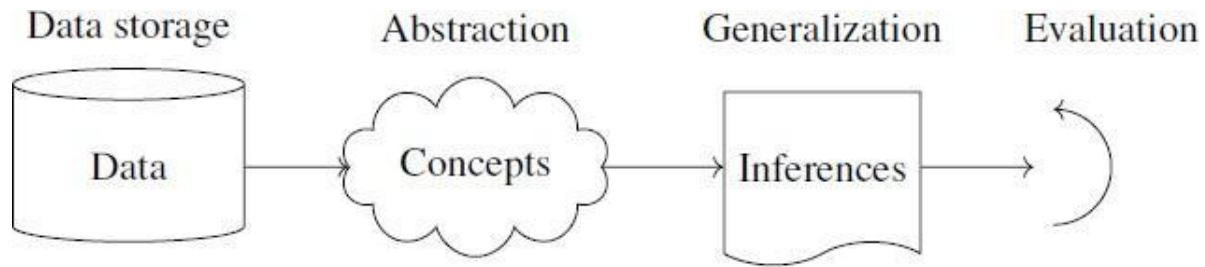 Data storage
Abstraction
Generalization
Evaluation
Data
Concepts
Inferences